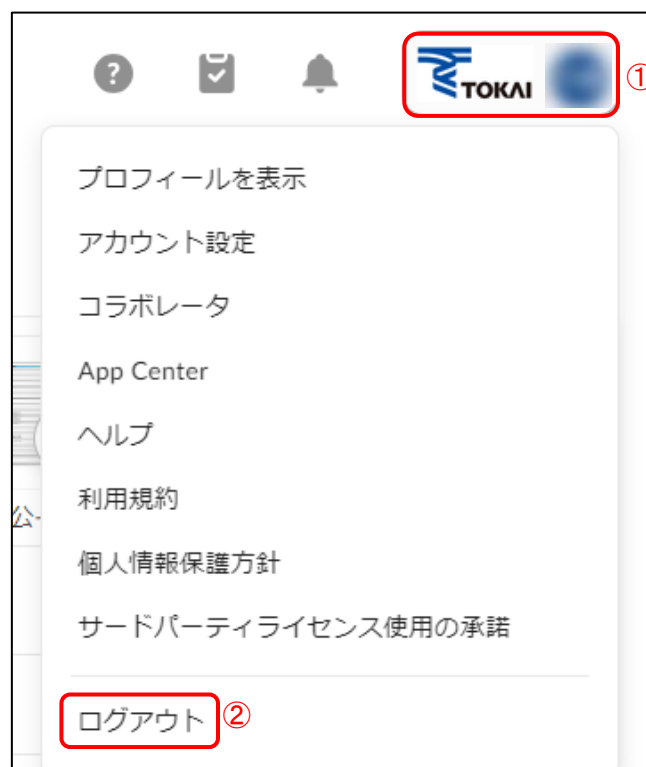 ?
TOKAI ①
プロフィールを表示
アカウント設定
コラボレータ
App Center
ヘルプ
利用規約
公-
個人情報保護方針
サードパーティライセンス使用の承諾
ログアウト ②